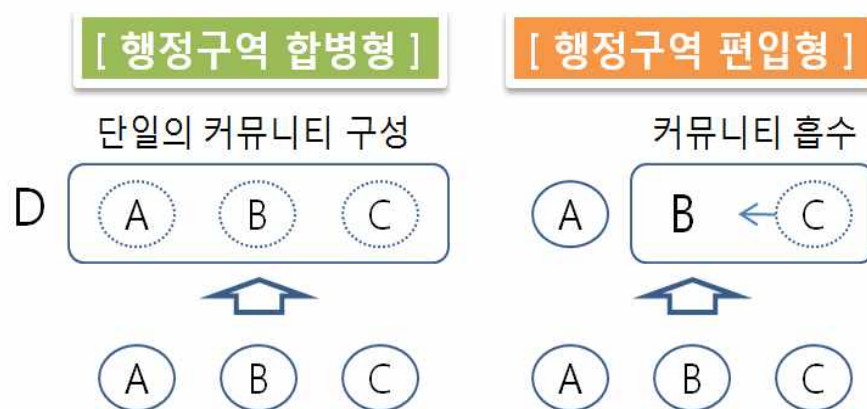 [ 행정구역 합병형 ]
단일의 커뮤니티 구성
D A B C
A B C
[ 행정구역 편입형 ]
커뮤니티 흡수
A B C
A B C